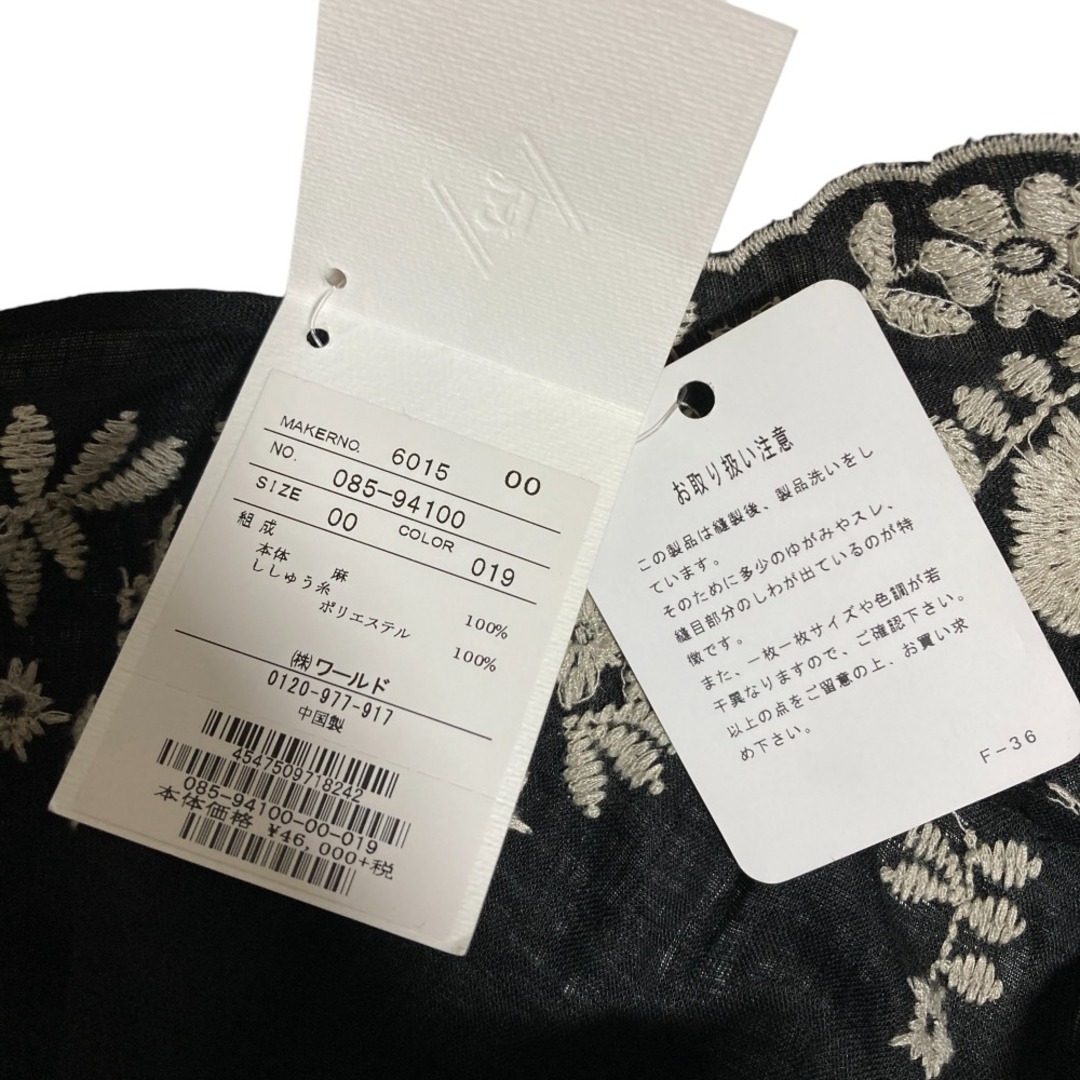 MAKERNO. 6015 00
NO. 085-94100
SIZE 00 COLOR 019
組成
本体 麻 100%
ししゅう糸
ポリエステル 100%
㈱ワールド
0120-977-917
中国製
4547509718242
085-94100-00-019
本体価格 ¥46,000+税
お取り扱い注意
この製品は縫製後、製品洗いをし
ています。
そのために多少のゆがみやスレ、
縫目部分のしわが出ているのが特
徴です。
また、一枚一枚サイズや色調が若
干異なりますので、ご確認下さい。
以上の点をご留意の上、お買い求
め下さい。
F-36